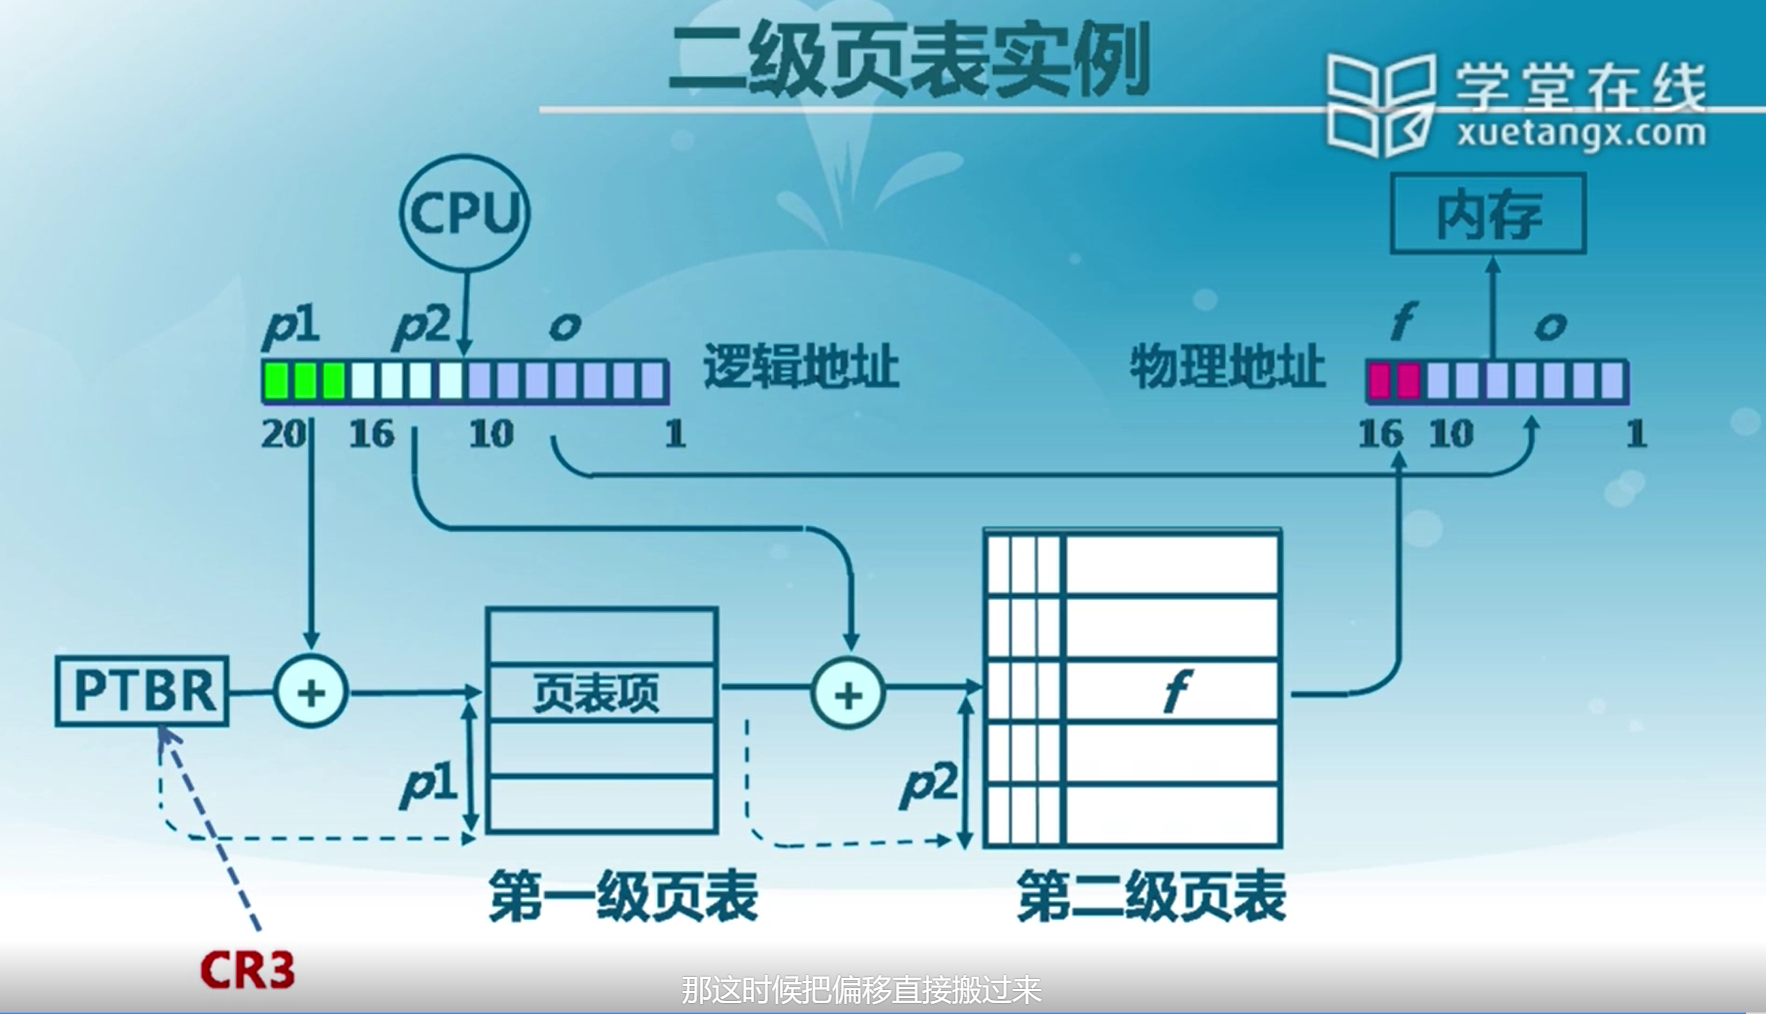 二级页表实例
学堂在线
xuetangx.com
CPU
内存
p1 p2 o
f o
逻辑地址
物理地址
20 16 10 1
16 10 1
PTBR
+
页表项
+
f
p1
p2
第一级页表
第二级页表
CR3
那这时候把偏移直接搬过来